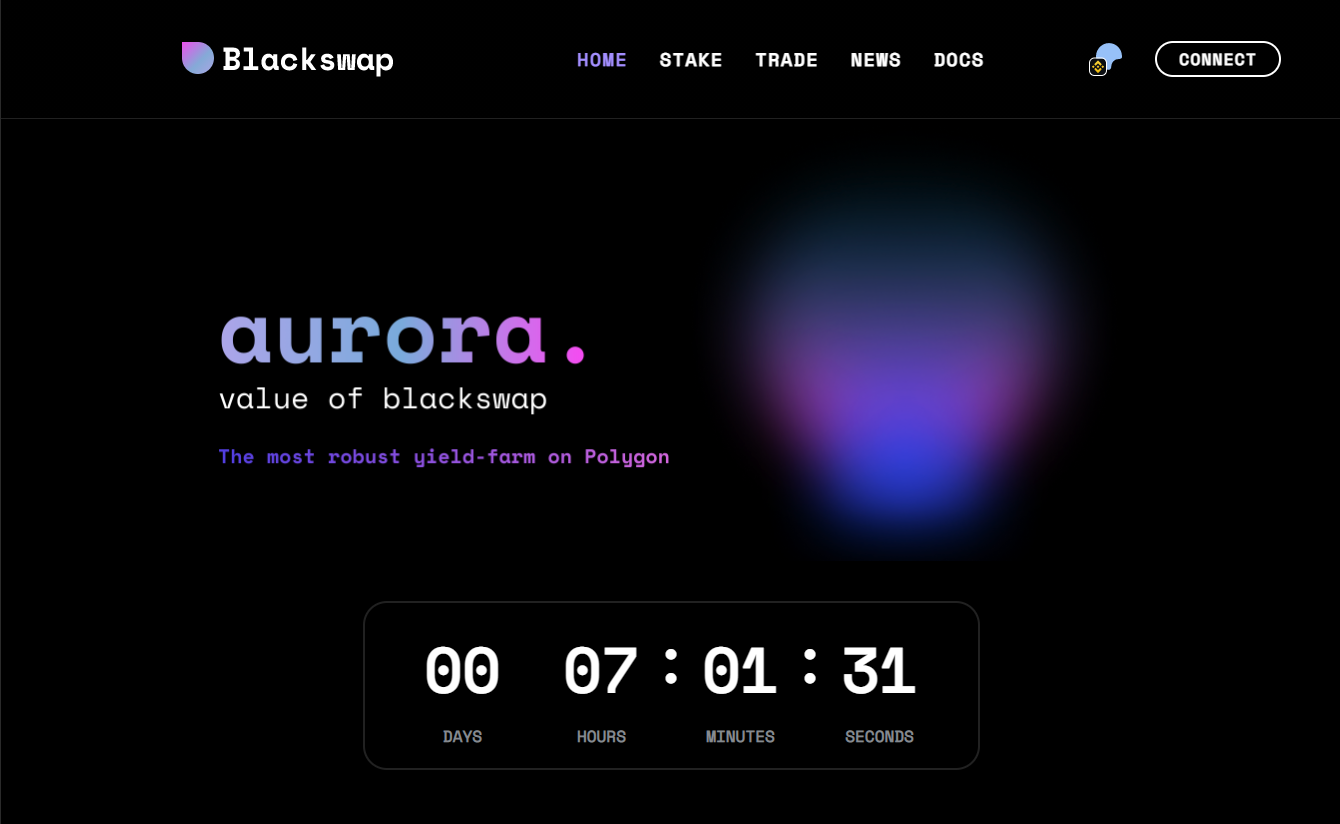 Blackswap HOME STAKE TRADE NEWS DOCS CONNECT
aurora.
value of blackswap
The most robust yield-farm on Polygon
00 07 : 01 : 31
DAYS HOURS MINUTES SECONDS